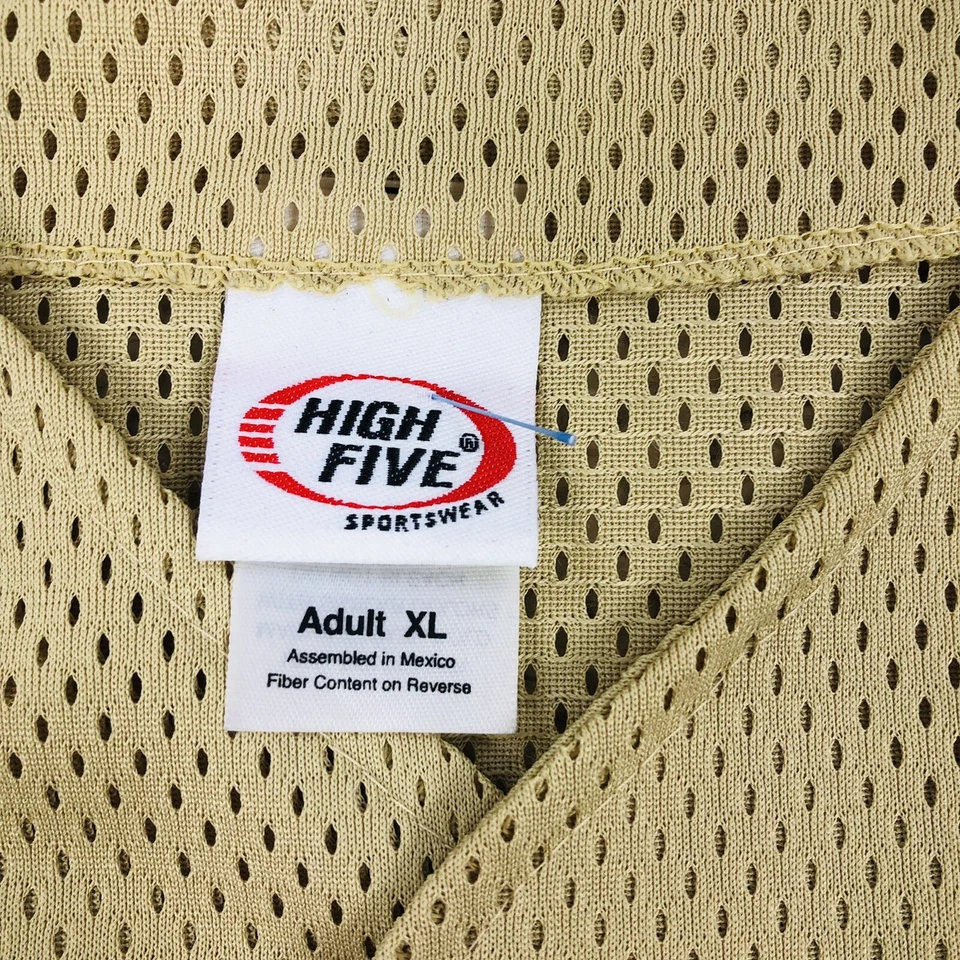 HIGH
FIVE®
SPORTSWEAR
Adult XL
Assembled in Mexico
Fiber Content on Reverse